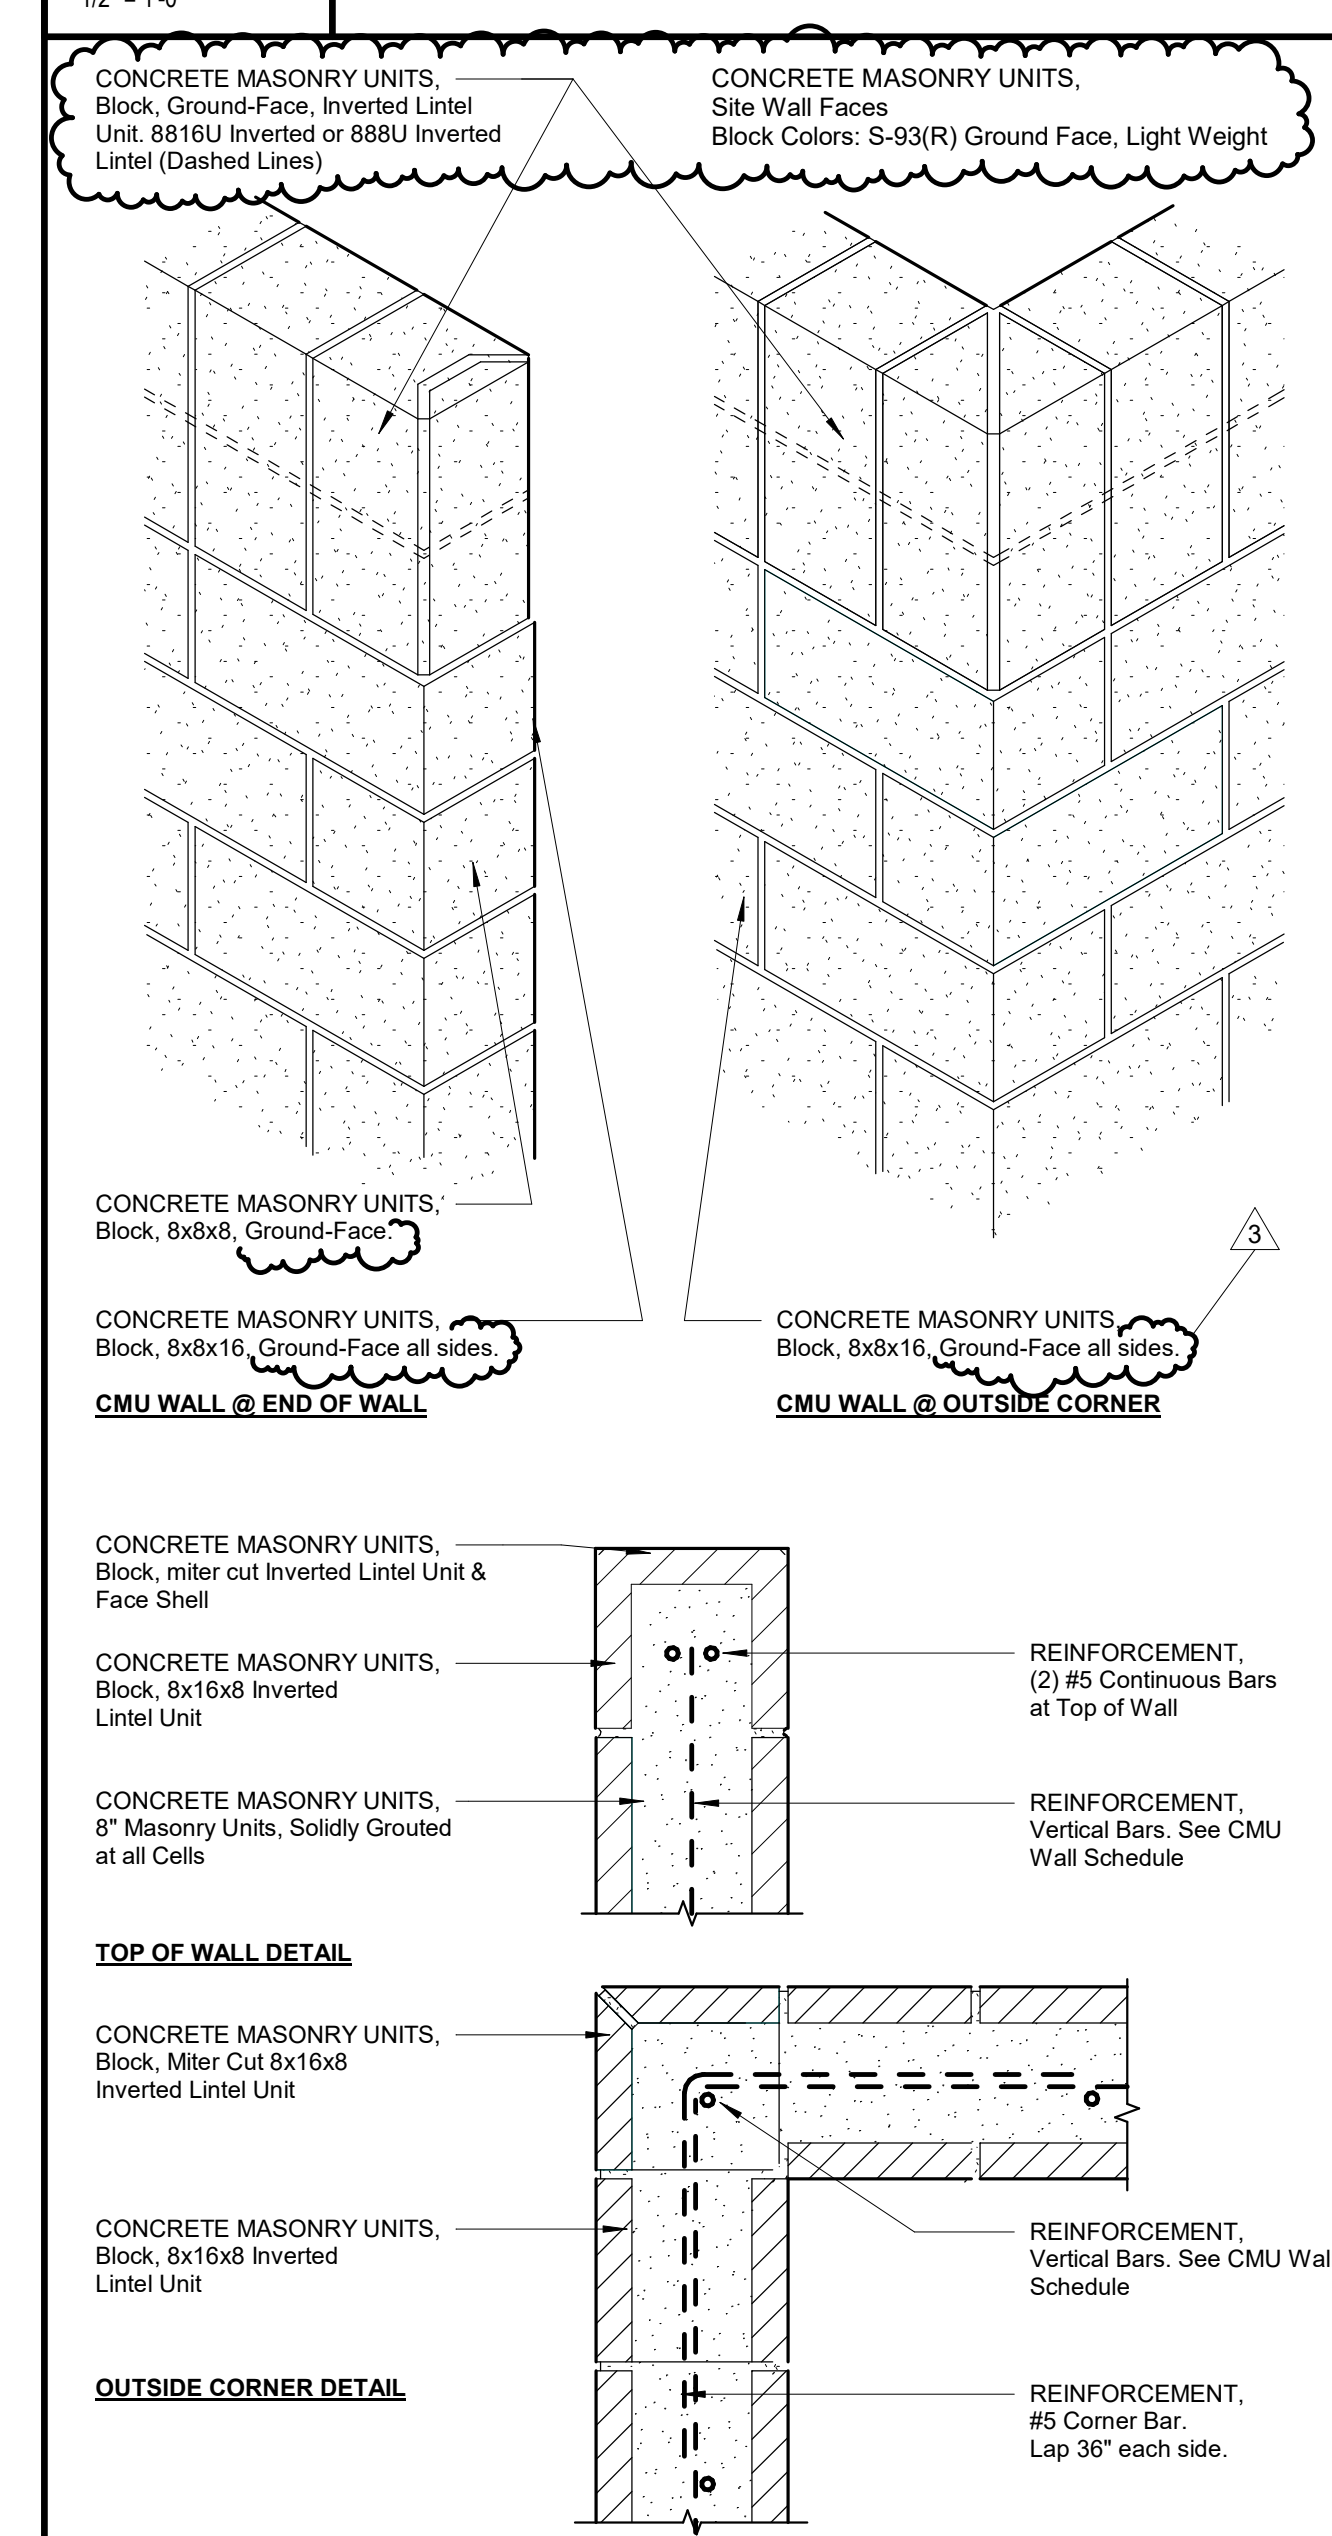 CONCRETE MASONRY UNITS,
Block, Ground-Face, Inverted Lintel
Unit. 8816U Inverted or 888U Inverted
Lintel (Dashed Lines)
CONCRETE MASONRY UNITS,
Site Wall Faces
Block Colors: S-93(R) Ground Face, Light Weight
CONCRETE MASONRY UNITS,
Block, 8x8x8, Ground-Face.
3
CONCRETE MASONRY UNITS,
Block, 8x8x16, Ground-Face all sides.
CMU WALL @ END OF WALL
CONCRETE MASONRY UNITS,
Block, 8x8x16, Ground-Face all sides.
CMU WALL @ OUTSIDE CORNER
CONCRETE MASONRY UNITS,
Block, miter cut Inverted Lintel Unit &
Face Shell
CONCRETE MASONRY UNITS,
Block, 8x16x8 Inverted
Lintel Unit
REINFORCEMENT,
(2) #5 Continuous Bars
at Top of Wall
CONCRETE MASONRY UNITS,
8" Masonry Units, Solidly Grouted
at all Cells
REINFORCEMENT,
Vertical Bars. See CMU
Wall Schedule
TOP OF WALL DETAIL
CONCRETE MASONRY UNITS,
Block, Miter Cut 8x16x8
Inverted Lintel Unit
CONCRETE MASONRY UNITS,
Block, 8x16x8 Inverted
Lintel Unit
REINFORCEMENT,
Vertical Bars. See CMU Wal
Schedule
OUTSIDE CORNER DETAIL
REINFORCEMENT,
#5 Corner Bar.
Lap 36" each side.